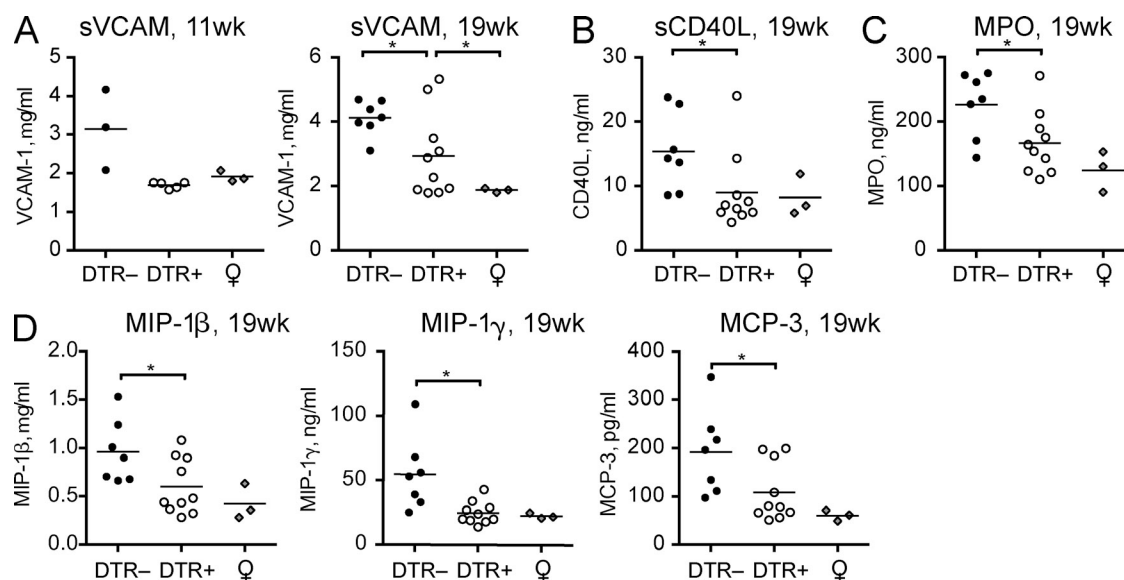 A sVCAM, 11wk
5
4
3
2
1
0
VCAM-1, mg/ml
DTR– DTR+ ♀
sVCAM, 19wk
* *
6
4
2
0
VCAM-1, mg/ml
DTR– DTR+ ♀
B sCD40L, 19wk
*
30
20
10
0
CD40L, ng/ml
DTR– DTR+ ♀
C MPO, 19wk
*
300
200
100
0
MPO, ng/ml
DTR– DTR+ ♀
D MIP-1β, 19wk
*
2.0
1.5
1.0
0.5
0.0
MIP-1β, mg/ml
DTR– DTR+ ♀
MIP-1γ, 19wk
*
150
100
50
0
MIP-1γ, ng/ml
DTR– DTR+ ♀
MCP-3, 19wk
*
400
300
200
100
0
MCP-3, pg/ml
DTR– DTR+ ♀